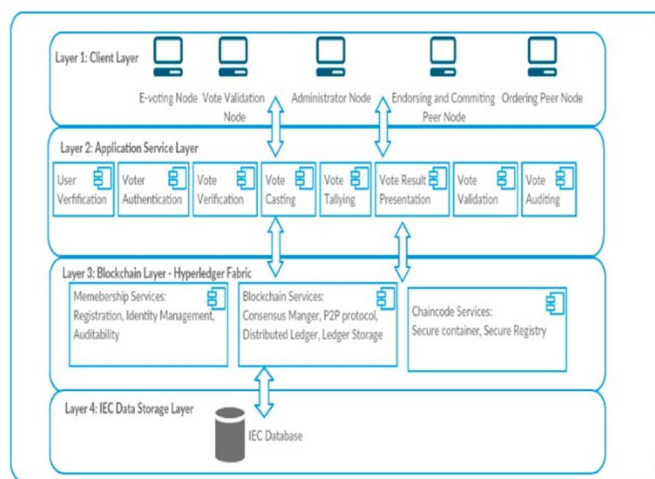 Layer 1: Client Layer
E-voting Node
Vote Validation
Node
Administrator Node
Endorsing and Commiting
Peer Node
Ordering Peer Node
Layer 2: Application Service Layer
User
Verfification
Voter
Authentication
Vote
Verification
Vote
Casting
Vote
Tallying
Vote Result
Presentation
Vote
Validation
Vote
Auditing
Layer 3: Blockchain Layer - Hyperledger Fabric
Memebership Services:
Registration, Identity Management,
Auditability
Blockchain Services:
Consensus Manger, P2P protocol,
Distributed Ledger, Ledger Storage
Chaincode Services:
Secure container, Secure Registry
Layer 4: IEC Data Storage Layer
IEC Database